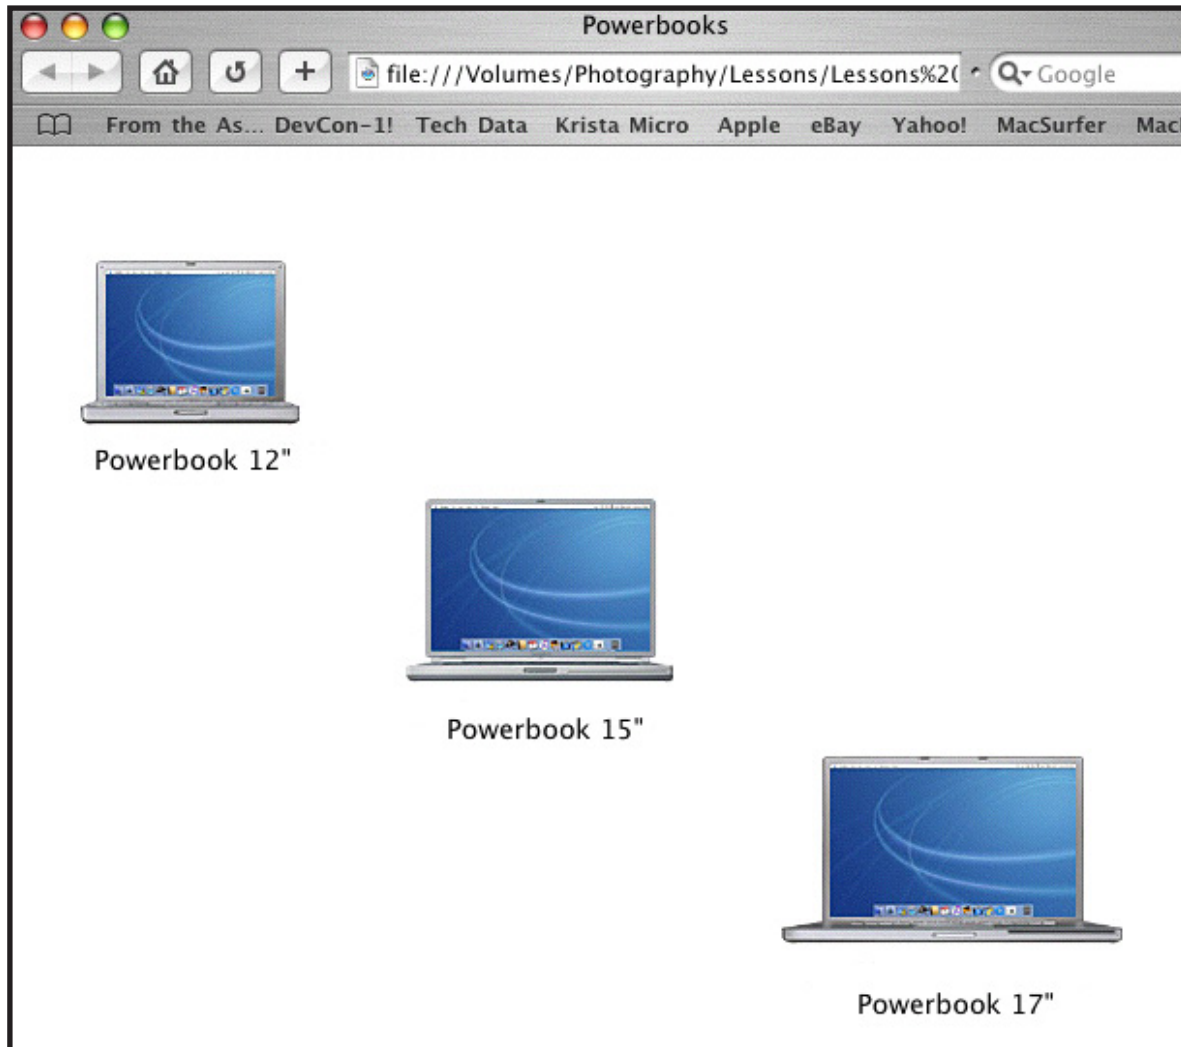 Powerbooks
file:///Volumes/Photography/Lessons/Lessons%20
Google
From the As... DevCon-1! Tech Data Krista Micro Apple eBay Yahoo! MacSurfer
Powerbook 12"
Powerbook 15"
Powerbook 17"